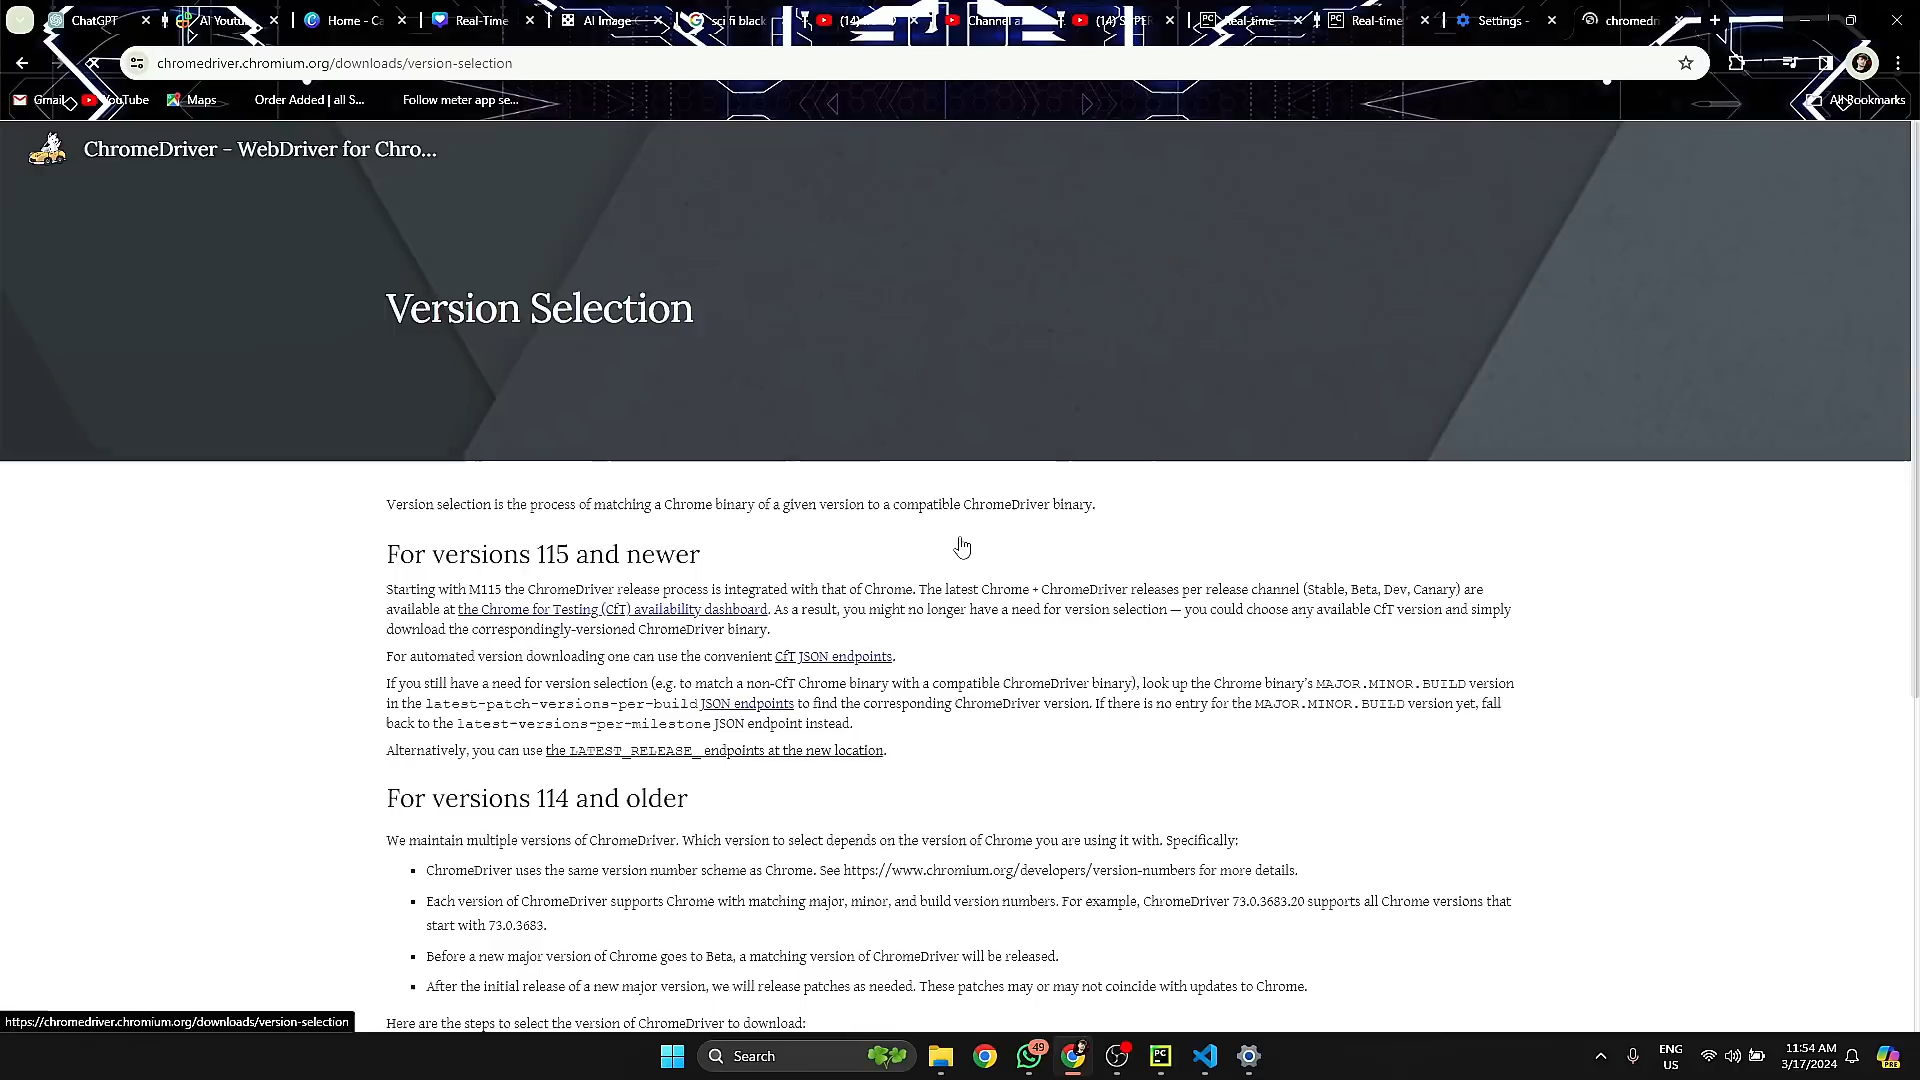 ChatGPT
AI Youtu
Home - Ca
Real-Time
AI Image
sci fi black
(14)
Channel a
(14) SUPER
Real-time
Real-time
Settings -
chromedri
chromedriver.chromium.org/downloads/version-selection
Gmail
YouTube
Maps
Order Added | all S...
Follow meter app se...
All Bookmarks
ChromeDriver - WebDriver for Chro...
Version Selection
Version selection is the process of matching a Chrome binary of a given version to a compatible ChromeDriver binary.
For versions 115 and newer
Starting with M115 the ChromeDriver release process is integrated with that of Chrome. The latest Chrome + ChromeDriver releases per release channel (Stable, Beta, Dev, Canary) are
available at the Chrome for Testing (CfT) availability dashboard. As a result, you might no longer have a need for version selection — you could choose any available CfT version and simply
download the correspondingly-versioned ChromeDriver binary.
For automated version downloading one can use the convenient CfT JSON endpoints.
If you still have a need for version selection (e.g. to match a non-CfT Chrome binary with a compatible ChromeDriver binary), look up the Chrome binary's MAJOR.MINOR.BUILD version
in the latest-patch-versions-per-build JSON endpoints to find the corresponding ChromeDriver version. If there is no entry for the MAJOR.MINOR.BUILD version yet, fall
back to the latest-versions-per-milestone JSON endpoint instead.
Alternatively, you can use the LATEST_RELEASE_ endpoints at the new location.
For versions 114 and older
We maintain multiple versions of ChromeDriver. Which version to select depends on the version of Chrome you are using it with. Specifically:
▪ ChromeDriver uses the same version number scheme as Chrome. See https://www.chromium.org/developers/version-numbers for more details.
▪ Each version of ChromeDriver supports Chrome with matching major, minor, and build version numbers. For example, ChromeDriver 73.0.3683.20 supports all Chrome versions that
start with 73.0.3683.
▪ Before a new major version of Chrome goes to Beta, a matching version of ChromeDriver will be released.
▪ After the initial release of a new major version, we will release patches as needed. These patches may or may not coincide with updates to Chrome.
https://chromedriver.chromium.org/downloads/version-selection
Here are the steps to select the version of ChromeDriver to download:
Search
49
ENG
US
11:54 AM
3/17/2024
PRE